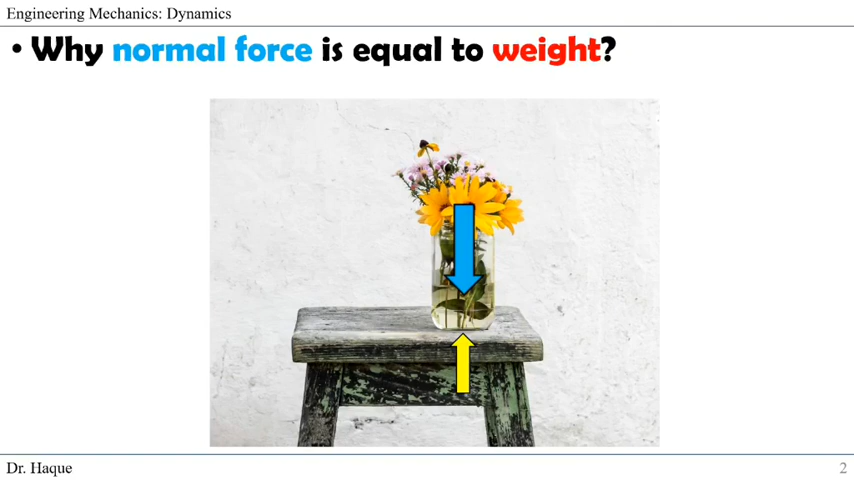 Engineering Mechanics: Dynamics
• Why normal force is equal to weight?
Dr. Haque
2